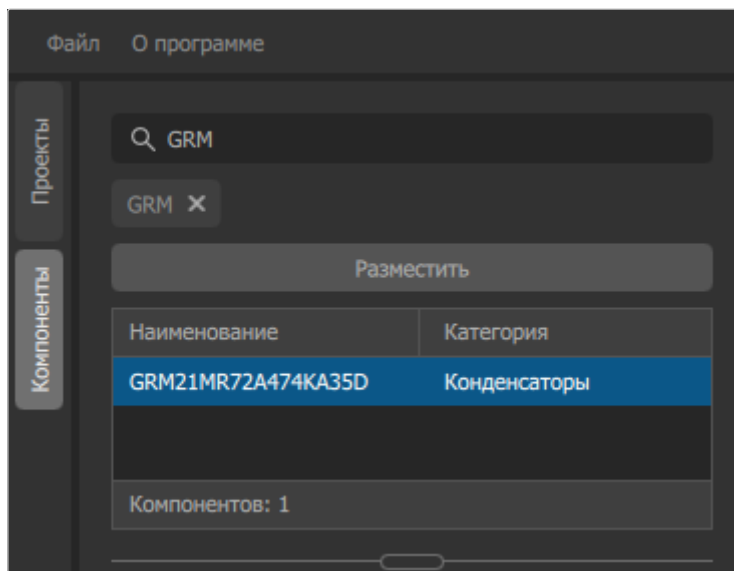 Файл О программе
Проекты
Компоненты
GRM
GRM
Разместить
Наименование Категория
GRM21MR72A474KA35D Конденсаторы
Компонентов: 1